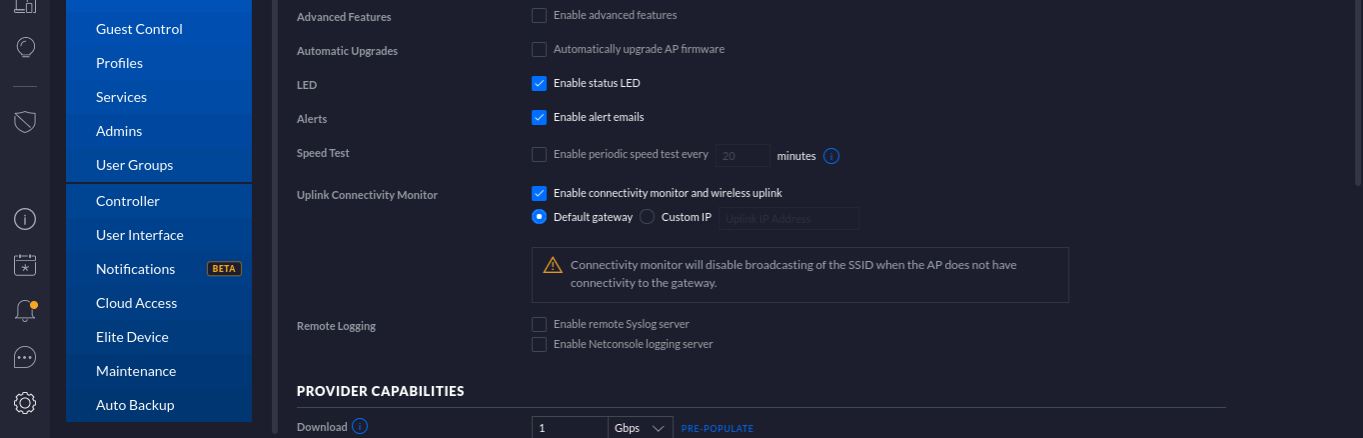 Guest Control
Profiles
Services
Admins
User Groups
Controller
User Interface
Notifications BETA
Cloud Access
Elite Device
Maintenance
Auto Backup
Advanced Features
Enable advanced features
Automatic Upgrades
Automatically upgrade AP firmware
LED
Enable status LED
Alerts
Enable alert emails
Speed Test
Enable periodic speed test every 20 minutes
Uplink Connectivity Monitor
Enable connectivity monitor and wireless uplink
Default gateway Custom IP Uplink IP Address
Connectivity monitor will disable broadcasting of the SSID when the AP does not have
connectivity to the gateway.
Remote Logging
Enable remote Syslog server
Enable Netconsole logging server
PROVIDER CAPABILITIES
Download 1 Gbps PRE-POPULATE